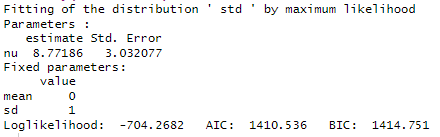 Fitting of the distribution ' std ' by maximum likelihood
Parameters :
estimate Std. Error
nu 8.77186 3.032077
Fixed parameters:
value
mean 0
sd 1
Loglikelihood: -704.2682 AIC: 1410.536 BIC: 1414.751